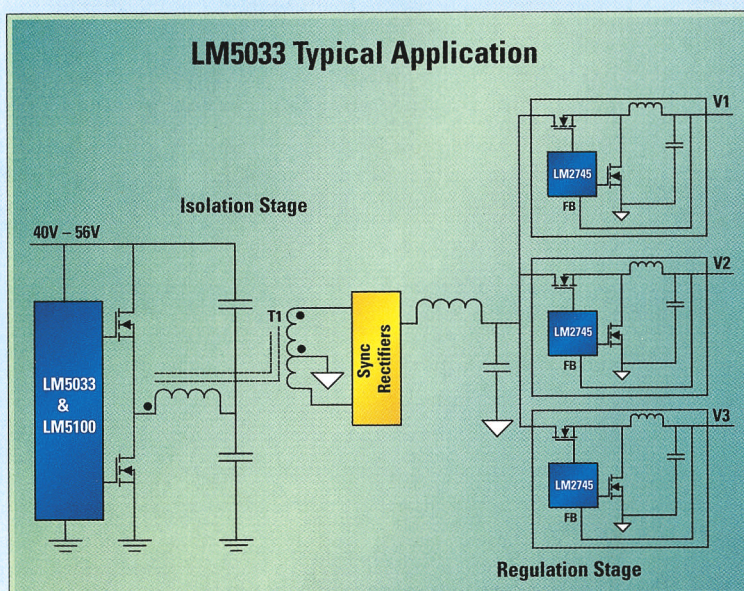 LM5033 Typical Application
Isolation Stage
40V – 56V
LM5033
&
LM5100
T1
Sync
Rectifiers
V1
LM2745
FB
V2
LM2745
FB
V3
LM2745
FB
Regulation Stage